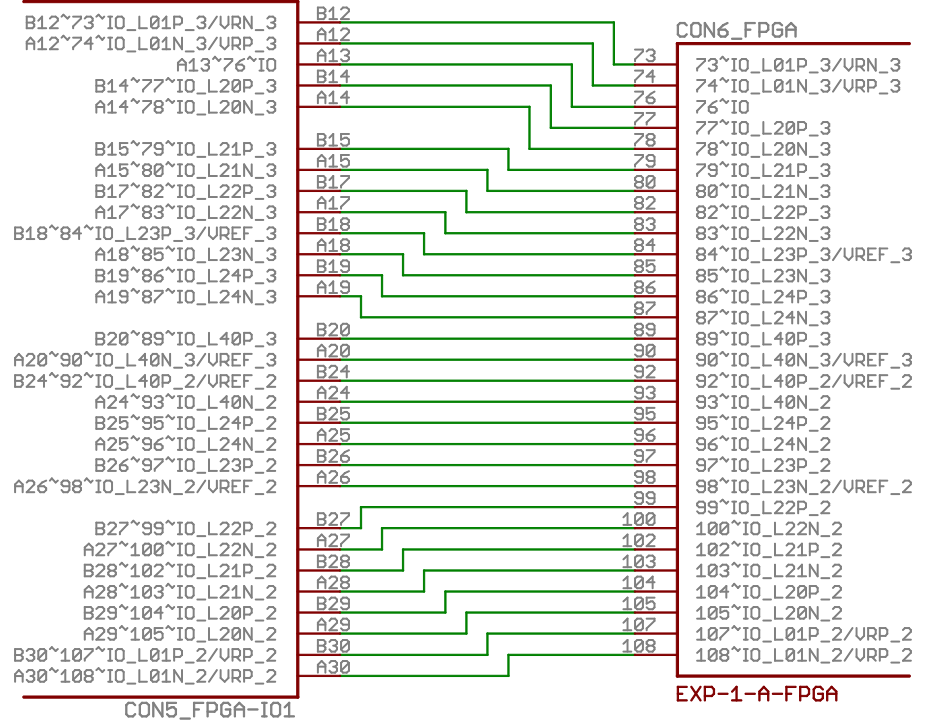 B12~73~IO_L01P_3/VRN_3
A12~74~IO_L01N_3/VRP_3
A13~76~IO
B14~77~IO_L20P_3
A14~78~IO_L20N_3
B15~79~IO_L21P_3
A15~80~IO_L21N_3
B17~82~IO_L22P_3
A17~83~IO_L22N_3
B18~84~IO_L23P_3/VREF_3
A18~85~IO_L23N_3
B19~86~IO_L24P_3
A19~87~IO_L24N_3
B20~89~IO_L40P_3
A20~90~IO_L40N_3/VREF_3
B24~92~IO_L40P_2/VREF_2
A24~93~IO_L40N_2
B25~95~IO_L24P_2
A25~96~IO_L24N_2
B26~97~IO_L23P_2
A26~98~IO_L23N_2/VREF_2
B27~99~IO_L22P_2
A27~100~IO_L22N_2
B28~102~IO_L21P_2
A28~103~IO_L21N_2
B29~104~IO_L20P_2
A29~105~IO_L20N_2
B30~107~IO_L01P_2/VRP_2
A30~108~IO_L01N_2/VRP_2
CON5_FPGA-IO1
B12
A12
A13
B14
A14
B15
A15
B17
A17
B18
A18
B19
A19
B20
A20
B24
A24
B25
A25
B26
A26
B27
A27
B28
A28
B29
A29
B30
A30
73
74
76
77
78
79
80
82
83
84
85
86
87
89
90
92
93
95
96
97
98
99
100
102
103
104
105
107
108
CON6_FPGA
73~IO_L01P_3/VRN_3
74~IO_L01N_3/VRP_3
76~IO
77~IO_L20P_3
78~IO_L20N_3
79~IO_L21P_3
80~IO_L21N_3
82~IO_L22P_3
83~IO_L22N_3
84~IO_L23P_3/VREF_3
85~IO_L23N_3
86~IO_L24P_3
87~IO_L24N_3
89~IO_L40P_3
90~IO_L40N_3/VREF_3
92~IO_L40P_2/VREF_2
93~IO_L40N_2
95~IO_L24P_2
96~IO_L24N_2
97~IO_L23P_2
98~IO_L23N_2/VREF_2
99~IO_L22P_2
100~IO_L22N_2
102~IO_L21P_2
103~IO_L21N_2
104~IO_L20P_2
105~IO_L20N_2
107~IO_L01P_2/VRP_2
108~IO_L01N_2/VRP_2
EXP-1-A-FPGA